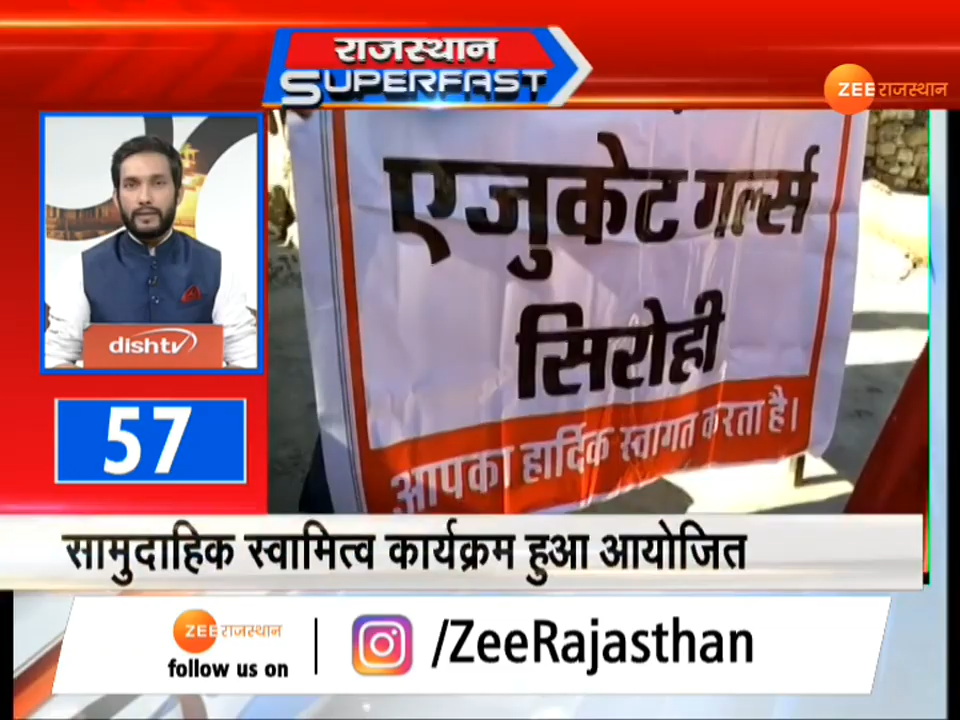 राजस्थान
SUPERFAST
ZEE राजस्थान
एजुकेट गर्ल्स
सिरोही
आपका हार्दिक स्वागत करता है।
dishtv
57
सामुदाहिक स्वामित्व कार्यक्रम हुआ आयोजित
ZEE राजस्थान
follow us on
/ZeeRajasthan